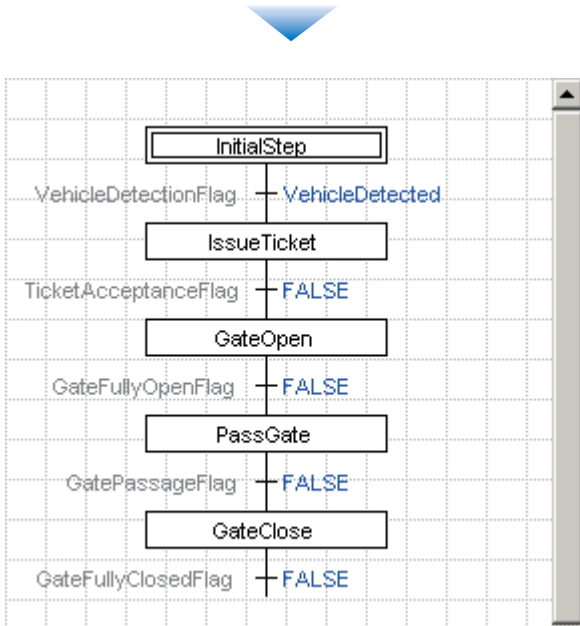 InitialStep
VehicleDetectionFlag VehicleDetected
IssueTicket
TicketAcceptanceFlag FALSE
GateOpen
GateFullyOpenFlag FALSE
PassGate
GatePassageFlag FALSE
GateClose
GateFullyClosedFlag FALSE